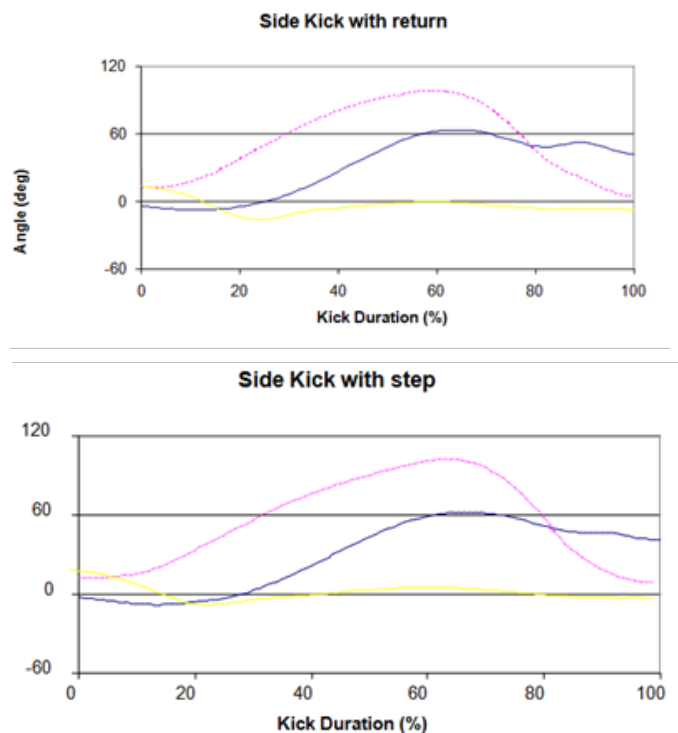 Side Kick with return
120
60
0
-60
Angle (deg)
0 20 40 60 80 100
Kick Duration (%)
Side Kick with step
120
60
0
-60
0 20 40 60 80 100
Kick Duration (%)